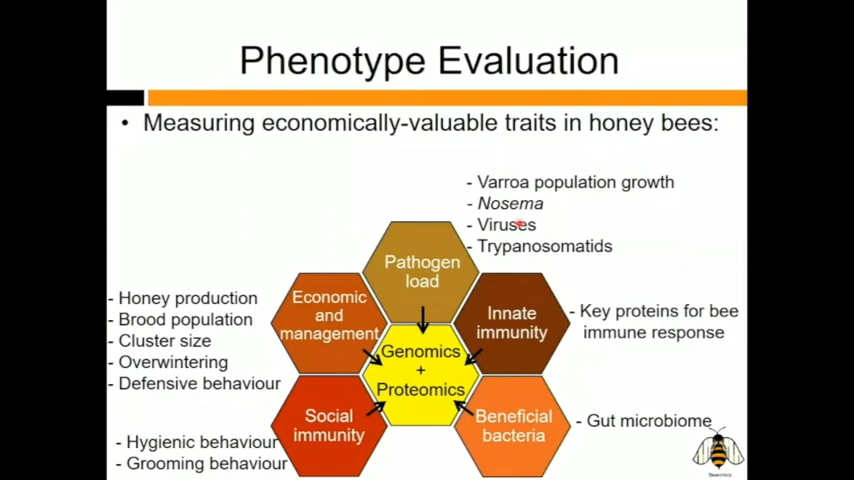 Phenotype Evaluation
• Measuring economically-valuable traits in honey bees:
- Varroa population growth
- Nosema
- Viruses
- Trypanosomatids
Pathogen
load
- Honey production
- Brood population
- Cluster size
- Overwintering
- Defensive behaviour
Economic
and
management
Innate
immunity
- Key proteins for bee
immune response
Genomics
+
Proteomics
Social
immunity
- Hygienic behaviour
- Grooming behaviour
Beneficial
bacteria
- Gut microbiome